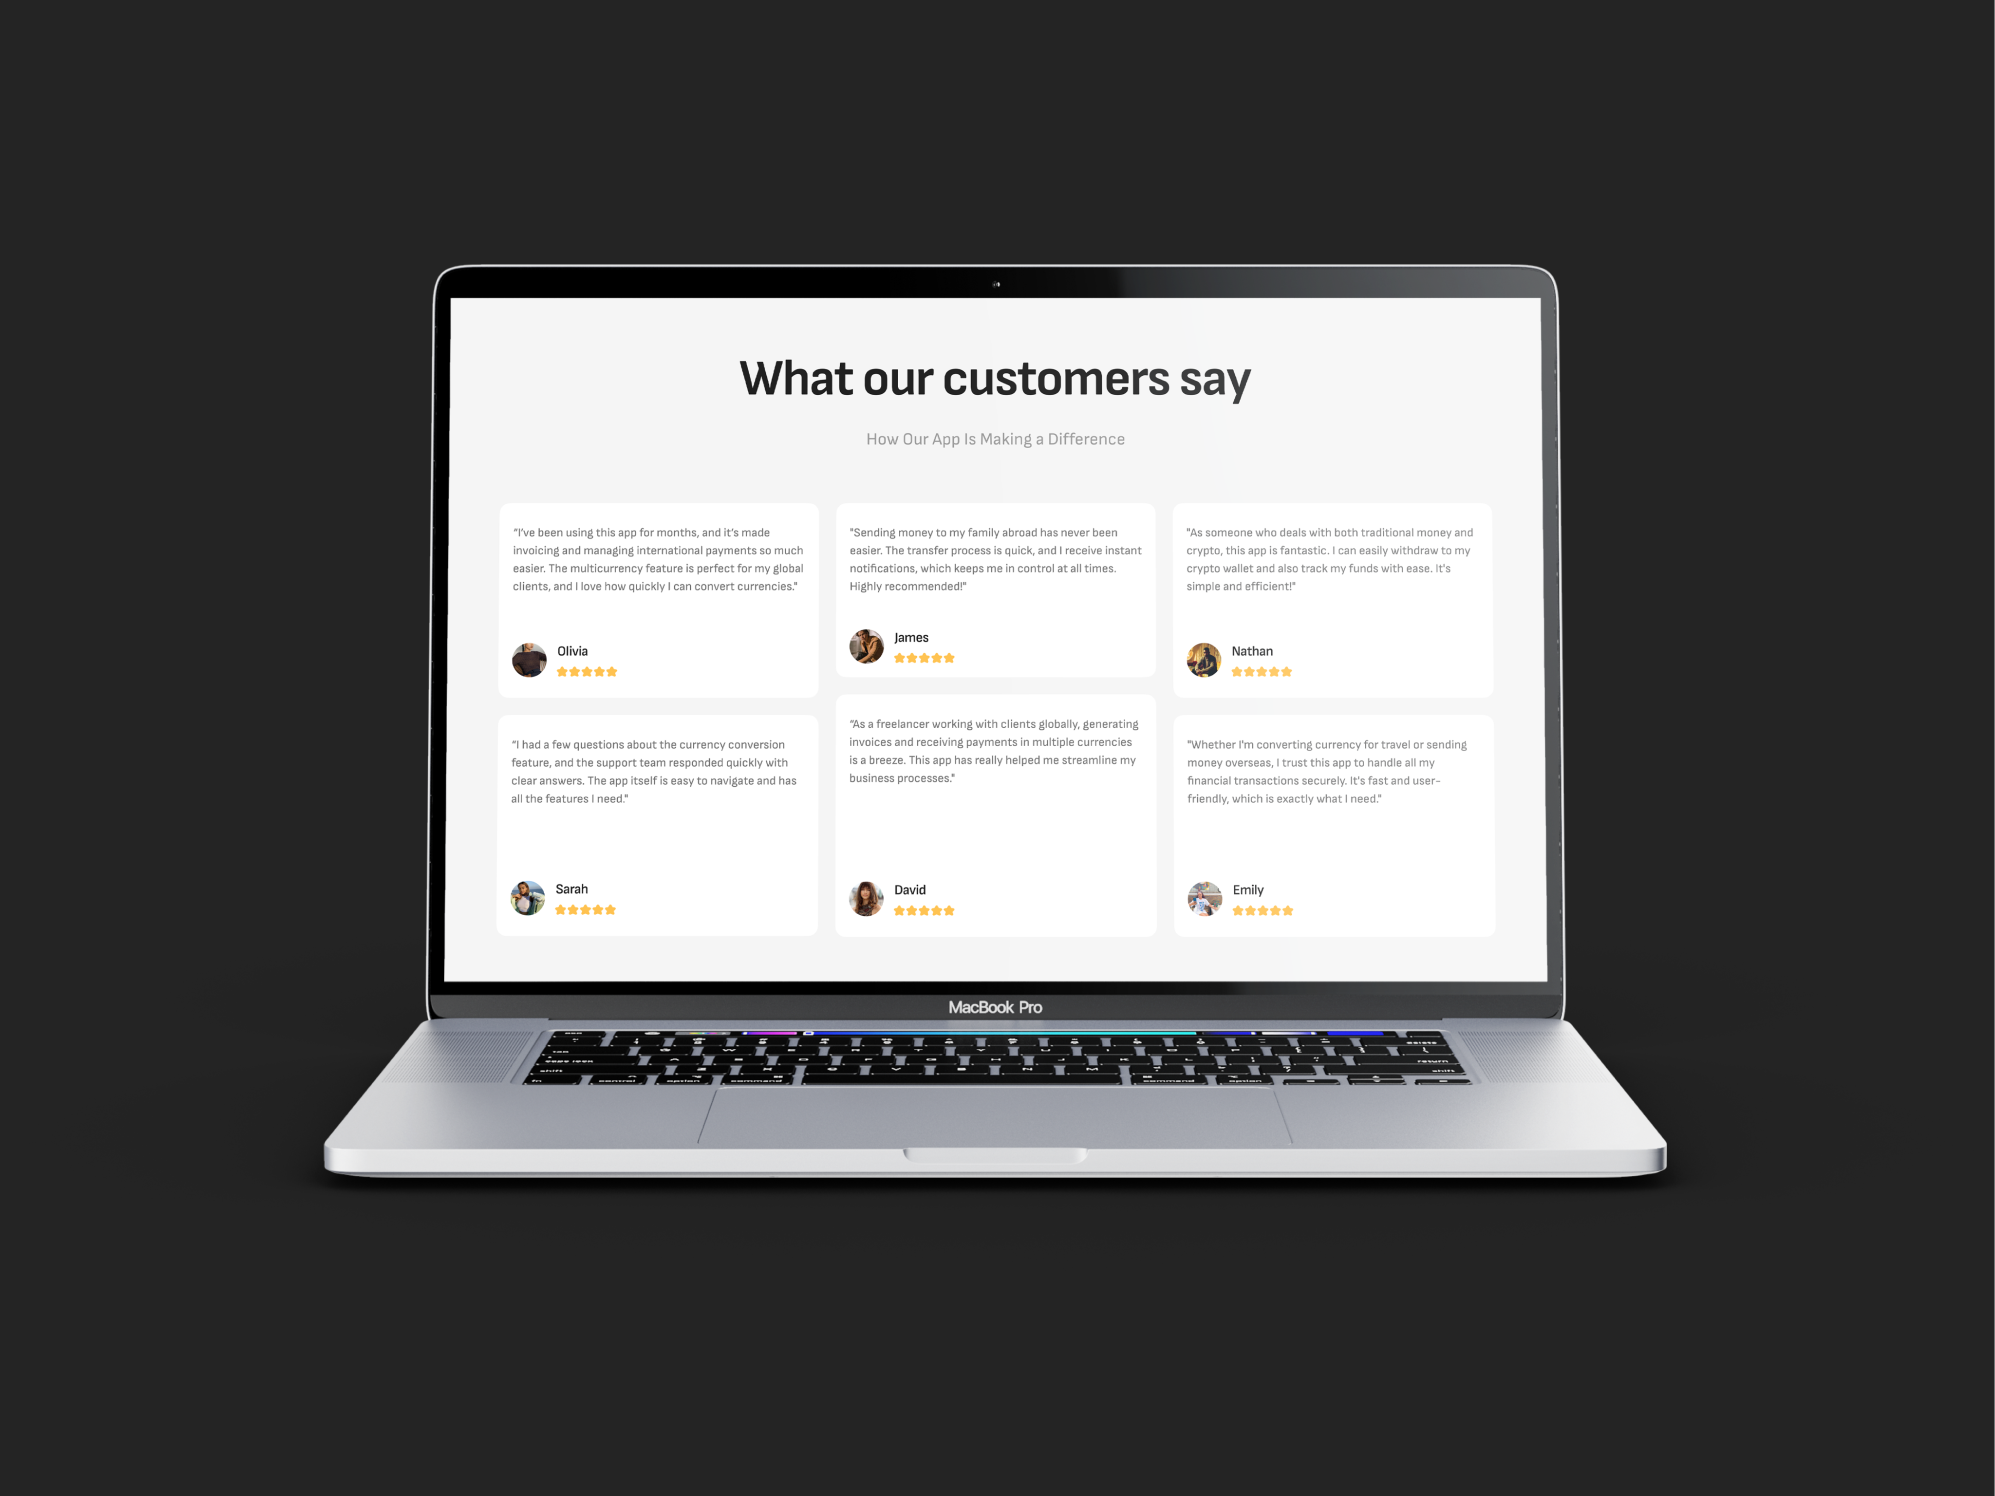 What our customers say
How Our App Is Making a Difference
“I’ve been using this app for months, and it’s made
invoicing and managing international payments so much
easier. The multicurrency feature is perfect for my global
clients, and I love how quickly I can convert currencies."
Olivia
"Sending money to my family abroad has never been
easier. The transfer process is quick, and I receive instant
notifications, which keeps me in control at all times.
Highly recommended!"
James
"As someone who deals with both traditional money and
crypto, this app is fantastic. I can easily withdraw to my
crypto wallet and also track my funds with ease. It's
simple and efficient!"
Nathan
“I had a few questions about the currency conversion
feature, and the support team responded quickly with
clear answers. The app itself is easy to navigate and has
all the features I need."
Sarah
“As a freelancer working with clients globally, generating
invoices and receiving payments in multiple currencies
is a breeze. This app has really helped me streamline my
business processes."
David
"Whether I'm converting currency for travel or sending
money overseas, I trust this app to handle all my
financial transactions securely. It's fast and user-
friendly, which is exactly what I need."
Emily
MacBook Pro
delete
return
shift
shift
fn
control
option
command
command
option